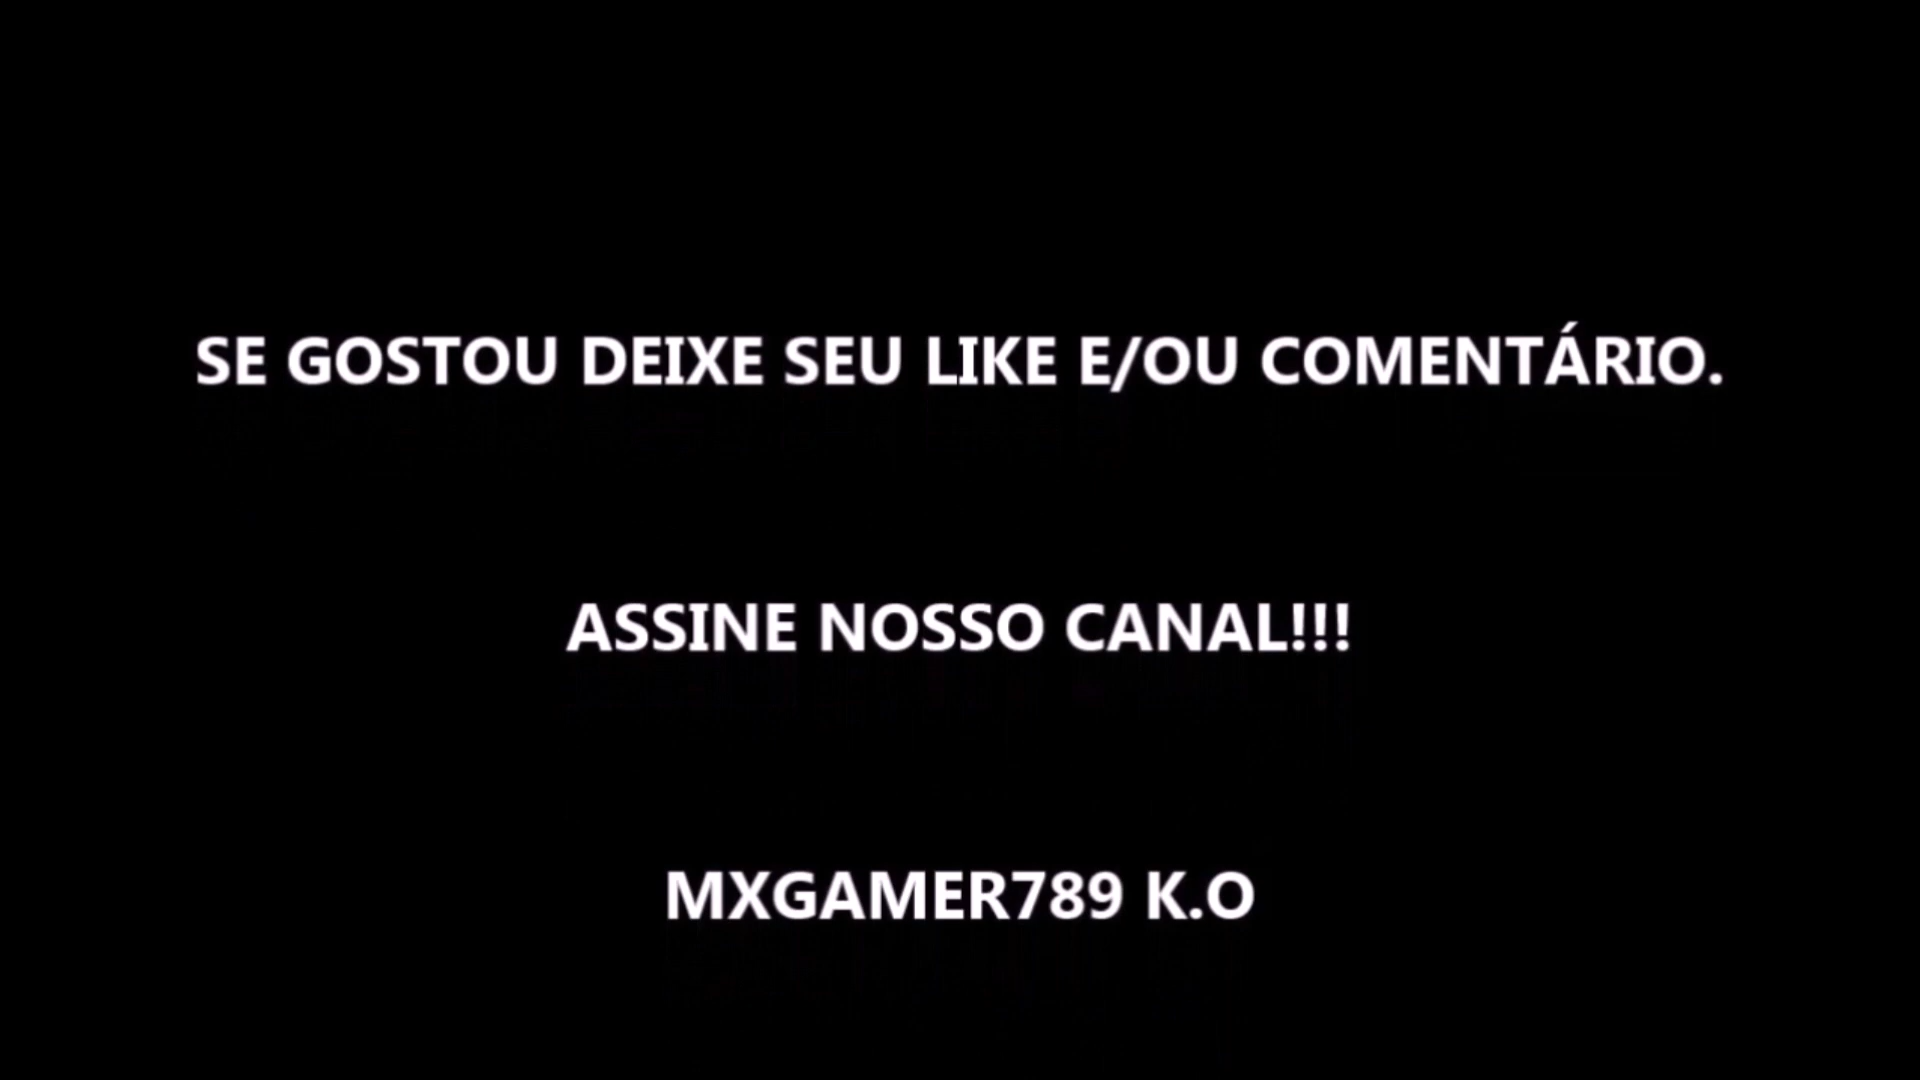 SE GOSTOU DEIXE SEU LIKE E/OU COMENTÁRIO.
ASSINE NOSSO CANAL!!!
MXGAMER789 K.O